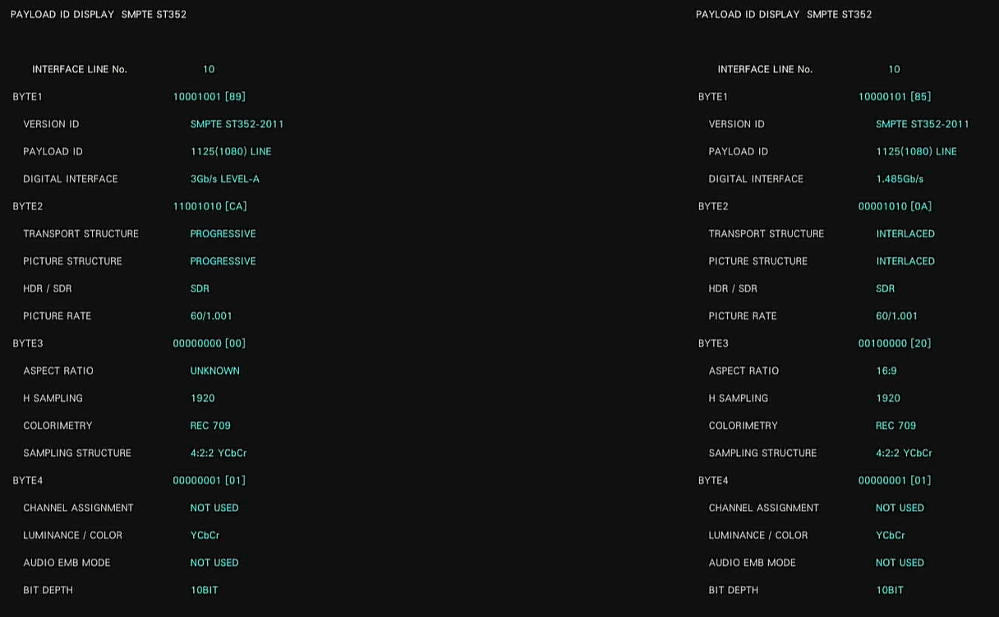 PAYLOAD ID DISPLAY SMPTE ST352
INTERFACE LINE No. 10
BYTE1 10001001 [89]
VERSION ID SMPTE ST352-2011
PAYLOAD ID 1125(1080) LINE
DIGITAL INTERFACE 3Gb/s LEVEL-A
BYTE2 11001010 [CA]
TRANSPORT STRUCTURE PROGRESSIVE
PICTURE STRUCTURE PROGRESSIVE
HDR / SDR SDR
PICTURE RATE 60/1.001
BYTE3 00000000 [00]
ASPECT RATIO UNKNOWN
H SAMPLING 1920
COLORIMETRY REC 709
SAMPLING STRUCTURE 4:2:2 YCbCr
BYTE4 00000001 [01]
CHANNEL ASSIGNMENT NOT USED
LUMINANCE / COLOR YCbCr
AUDIO EMB MODE NOT USED
BIT DEPTH 10BIT
PAYLOAD ID DISPLAY SMPTE ST352
INTERFACE LINE No. 10
BYTE1 10000101 [85]
VERSION ID SMPTE ST352-2011
PAYLOAD ID 1125(1080) LINE
DIGITAL INTERFACE 1.485Gb/s
BYTE2 00001010 [0A]
TRANSPORT STRUCTURE INTERLACED
PICTURE STRUCTURE INTERLACED
HDR / SDR SDR
PICTURE RATE 60/1.001
BYTE3 00100000 [20]
ASPECT RATIO 16:9
H SAMPLING 1920
COLORIMETRY REC 709
SAMPLING STRUCTURE 4:2:2 YCbCr
BYTE4 00000001 [01]
CHANNEL ASSIGNMENT NOT USED
LUMINANCE / COLOR YCbCr
AUDIO EMB MODE NOT USED
BIT DEPTH 10BIT